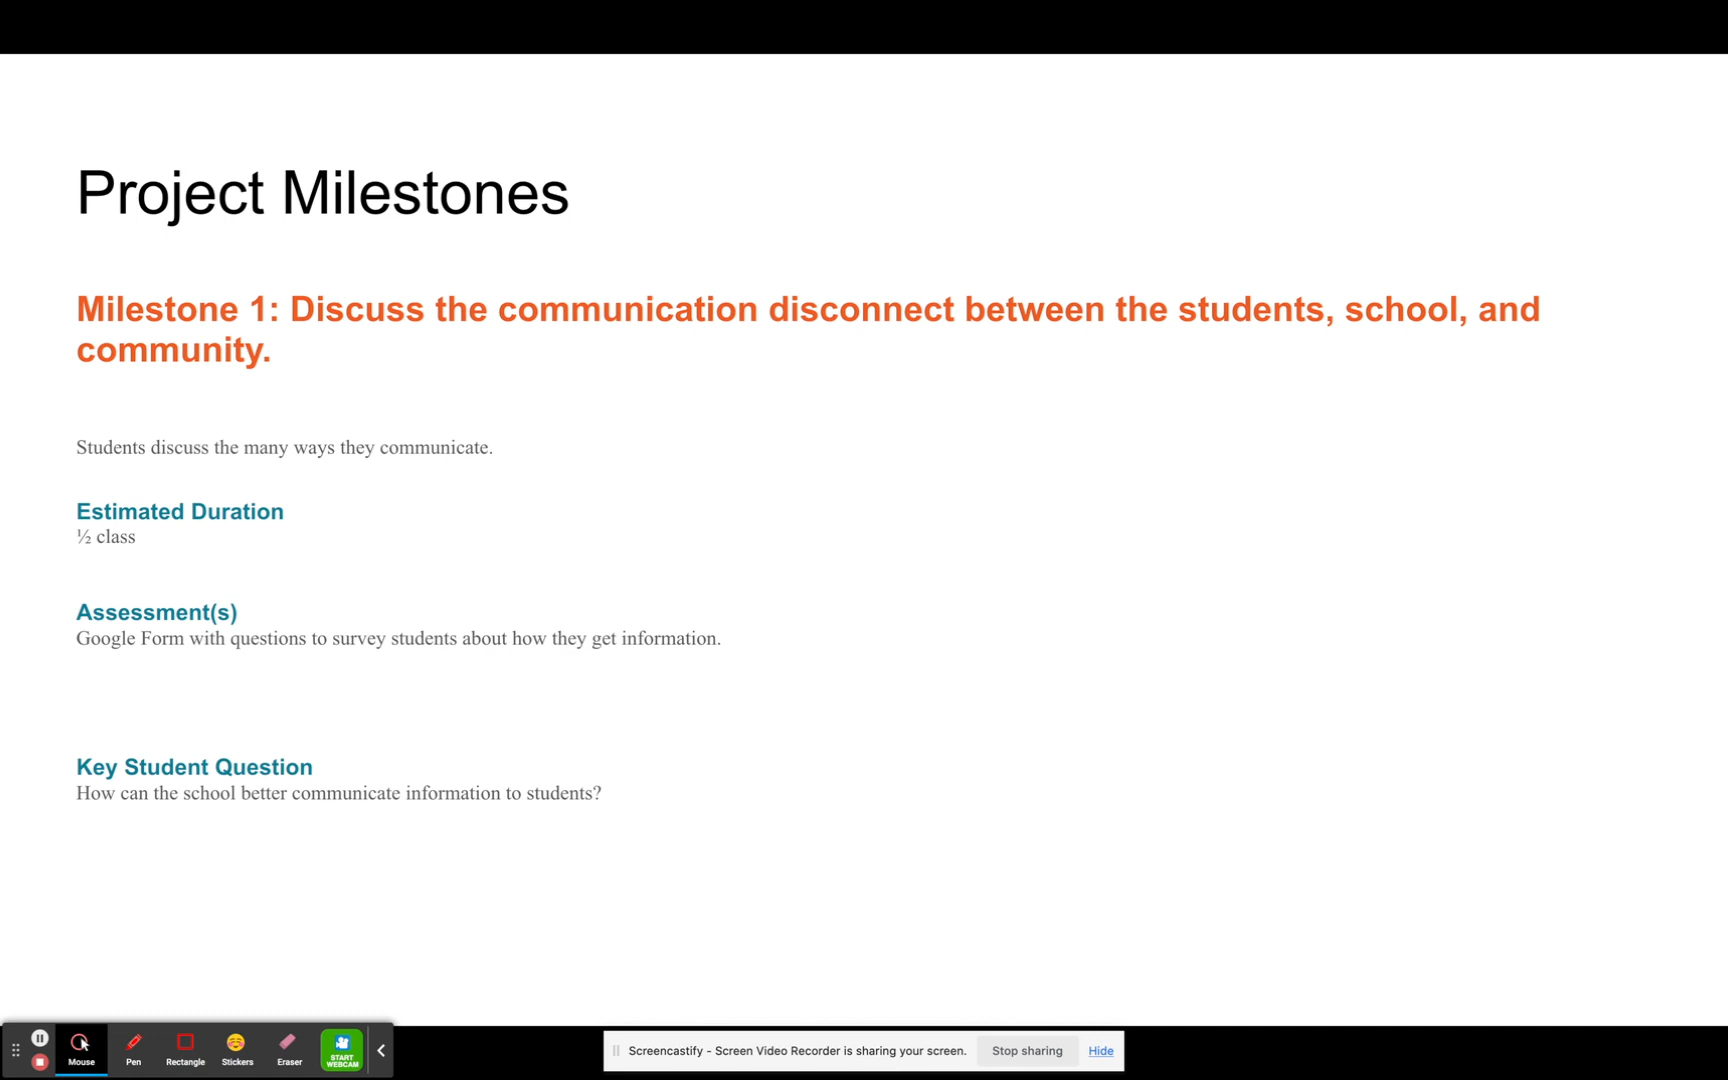 Project Milestones
Milestone 1: Discuss the communication disconnect between the students, school, and
community.
Students discuss the many ways they communicate.
Estimated Duration
½ class
Assessment(s)
Google Form with questions to survey students about how they get information.
Key Student Question
How can the school better communicate information to students?
Mouse
Pen
Rectangle
Stickers
Eraser
START
WEBCAM
Screencastify - Screen Video Recorder is sharing your screen.
Stop sharing
Hide